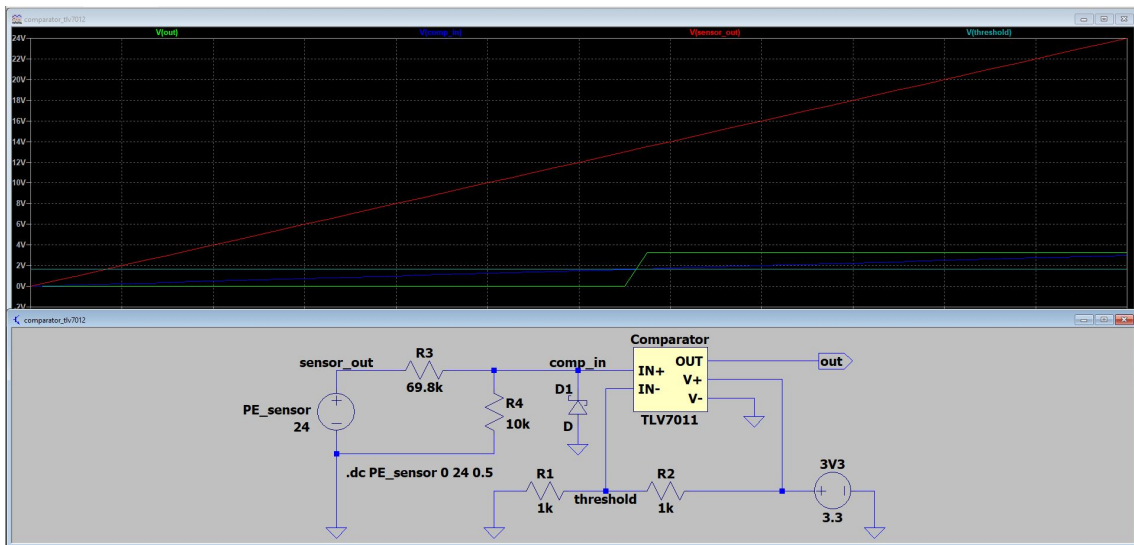 comparator_tlv7012
V(out) V(comp_in) V(sensor_out) V(threshold)
24V
22V
20V
18V
16V
14V
12V
10V
8V
6V
4V
2V
0V
2V
comparator_tlv7012
Comparator
sensor_out R3 comp_in OUT out
69.8k IN+ V+
D1 IN- V-
PE_sensor R4 D TLV7011
24 10k
.dc PE_sensor 0 24 0.5 R1 R2 3V3
1k threshold 1k 3.3